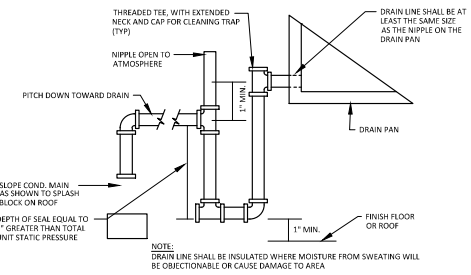 THREADED TEE, WITH EXTENDED
NECK AND CAP FOR CLEANING TRAP
(TYP)
DRAIN LINE SHALL BE AT
LEAST THE SAME SIZE
AS THE NIPPLE ON THE
DRAIN PAN
NIPPLE OPEN TO
ATMOSPHERE
1" MIN.
PITCH DOWN TOWARD DRAIN
DRAIN PAN
SLOPE COND. MAIN
AS SHOWN TO SPLASH
BLOCK ON ROOF
DEPTH OF SEAL EQUAL TO
" GREATER THAN TOTAL
UNIT STATIC PRESSURE
1" MIN.
FINISH FLOOR
OR ROOF
NOTE:
DRAIN LINE SHALL BE INSULATED WHERE MOISTURE FROM SWEATING WILL
BE OBJECTIONABLE OR CAUSE DAMAGE TO AREA